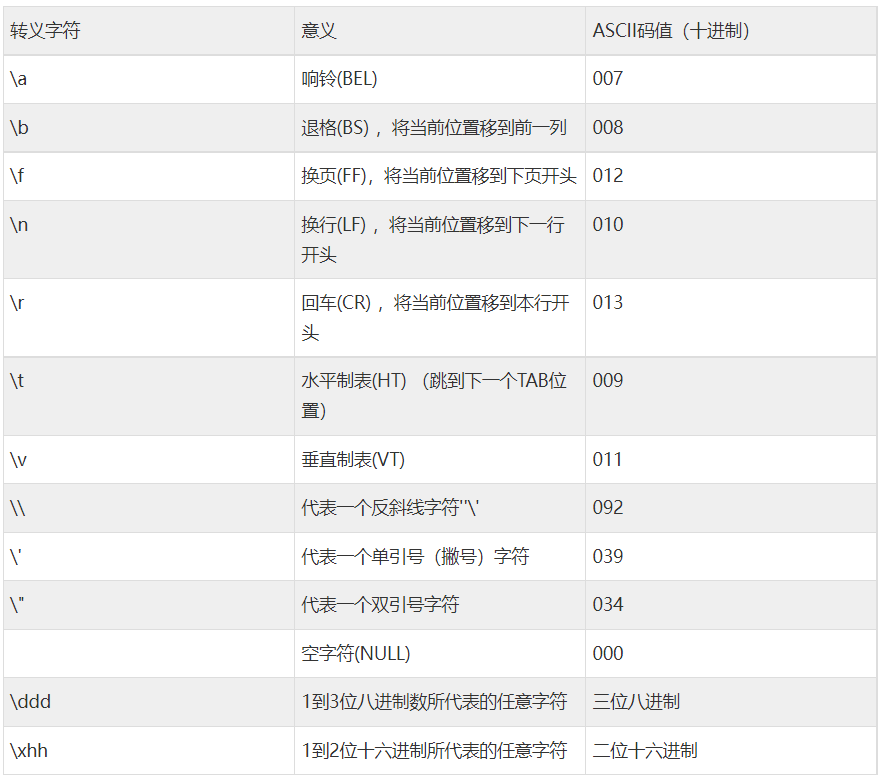 转义字符 意义 ASCII码值（十进制）
\a 响铃(BEL) 007
\b 退格(BS) ，将当前位置移到前一列 008
\f 换页(FF)，将当前位置移到下页开头 012
\n 换行(LF) ，将当前位置移到下一行 010
开头
\r 回车(CR) ，将当前位置移到本行开 013
头
\t 水平制表(HT) （跳到下一个TAB位 009
置）
\v 垂直制表(VT) 011
\\ 代表一个反斜线字符''\' 092
\' 代表一个单引号（撇号）字符 039
\" 代表一个双引号字符 034
空字符(NULL) 000
\ddd 1到3位八进制数所代表的任意字符 三位八进制
\xhh 1到2位十六进制所代表的任意字符 二位十六进制